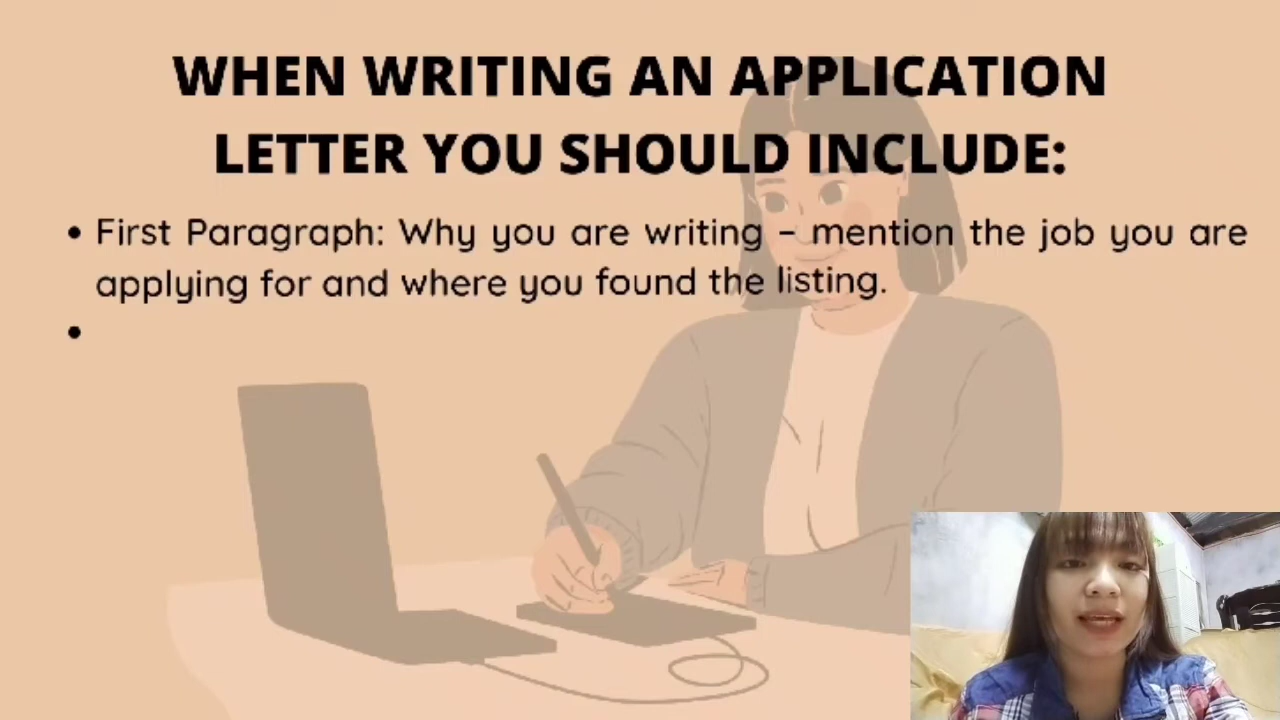 WHEN WRITING AN APPLICATION
LETTER YOU SHOULD INCLUDE:
• First Paragraph: Why you are writing – mention the job you are
applying for and where you found the listing.
•